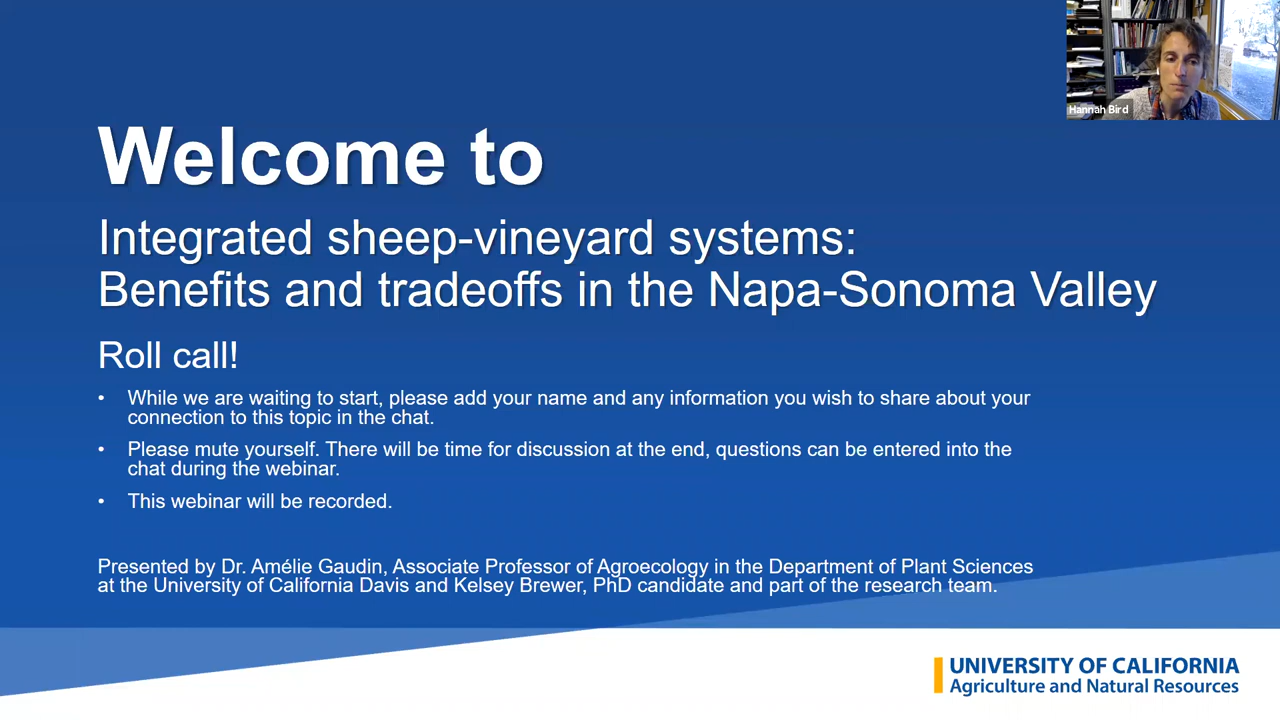 Hannah Bird
Welcome to
Integrated sheep-vineyard systems:
Benefits and tradeoffs in the Napa-Sonoma Valley
Roll call!
• While we are waiting to start, please add your name and any information you wish to share about your
connection to this topic in the chat.
• Please mute yourself. There will be time for discussion at the end, questions can be entered into the
chat during the webinar.
• This webinar will be recorded.
Presented by Dr. Amélie Gaudin, Associate Professor of Agroecology in the Department of Plant Sciences
at the University of California Davis and Kelsey Brewer, PhD candidate and part of the research team.
UNIVERSITY OF CALIFORNIA
Agriculture and Natural Resources